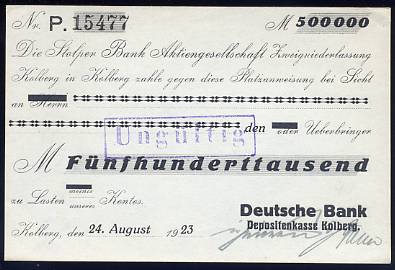 Nr. P. 15477 M 500000
Die Stolper Bank Aktiengesellschaft Zweigniederlassung
Kolberg in Kolberg zahle gegen diese Platzanweisung bei Sicht
an Herrn
Ungültig
den oder Ueberbringer
M Fünfhunderttausend
zu Lasten meines unseres Kontos.
Deutsche Bank
Depositenkasse Kolberg.
Kolberg, den 24. August 1923